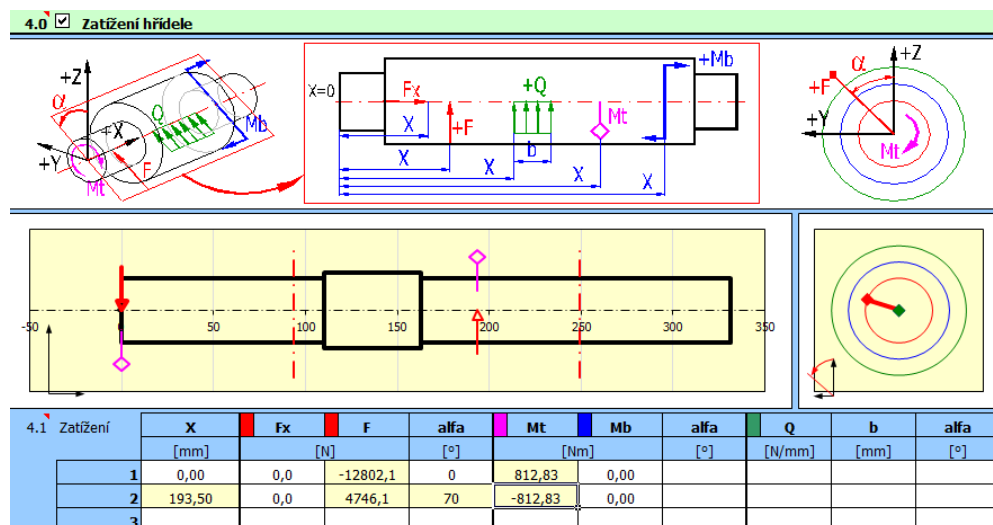 4.0 Zatížení hřídele
+Z
α
Q
+X
+Y
F
Mb
Mt
X=0
Fx
X
+F
X
+Q
b
X
Mt
X
+Mb
X
+Z
α
+F
+Y
Mt
-50 0 50 100 150 200 250 300 350
4.1 Zatížení X Fx F alfa Mt Mb alfa Q b alfa
[mm] [N] [°] [Nm] [°] [N/mm] [mm] [°]
1 0,00 0,0 -12802,1 0 812,83 0,00
2 193,50 0,0 4746,1 70 -812,83 0,00
3